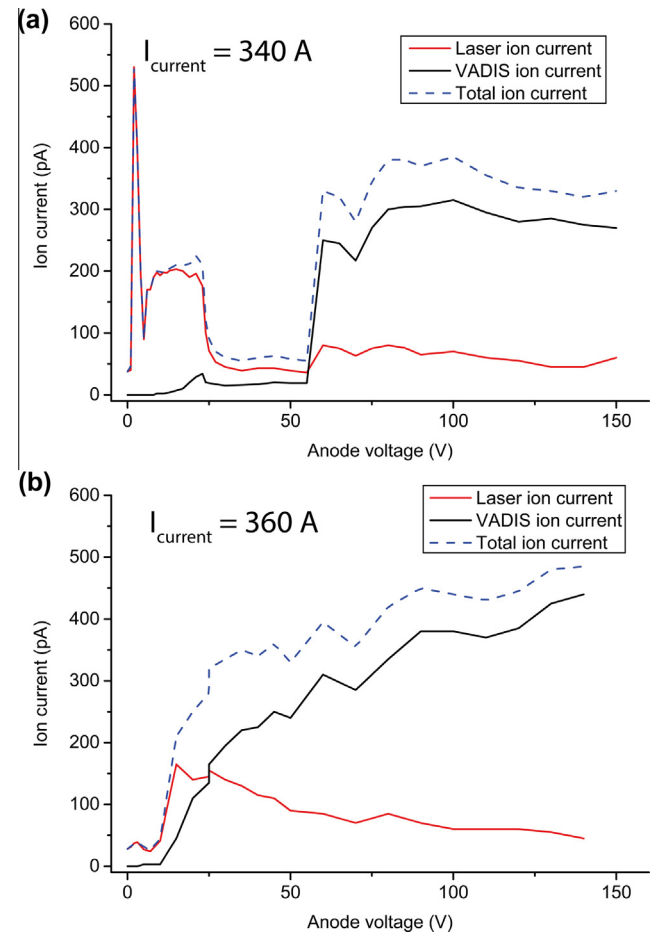 (a)
I current = 340 A
Laser ion current
VADIS ion current
Total ion current
600
500
400
300
200
100
0
Ion current (pA)
0 50 100 150
Anode voltage (V)
(b)
I current = 360 A
Laser ion current
VADIS ion current
Total ion current
600
500
400
300
200
100
0
Ion current (pA)
0 50 100 150
Anode voltage (V)